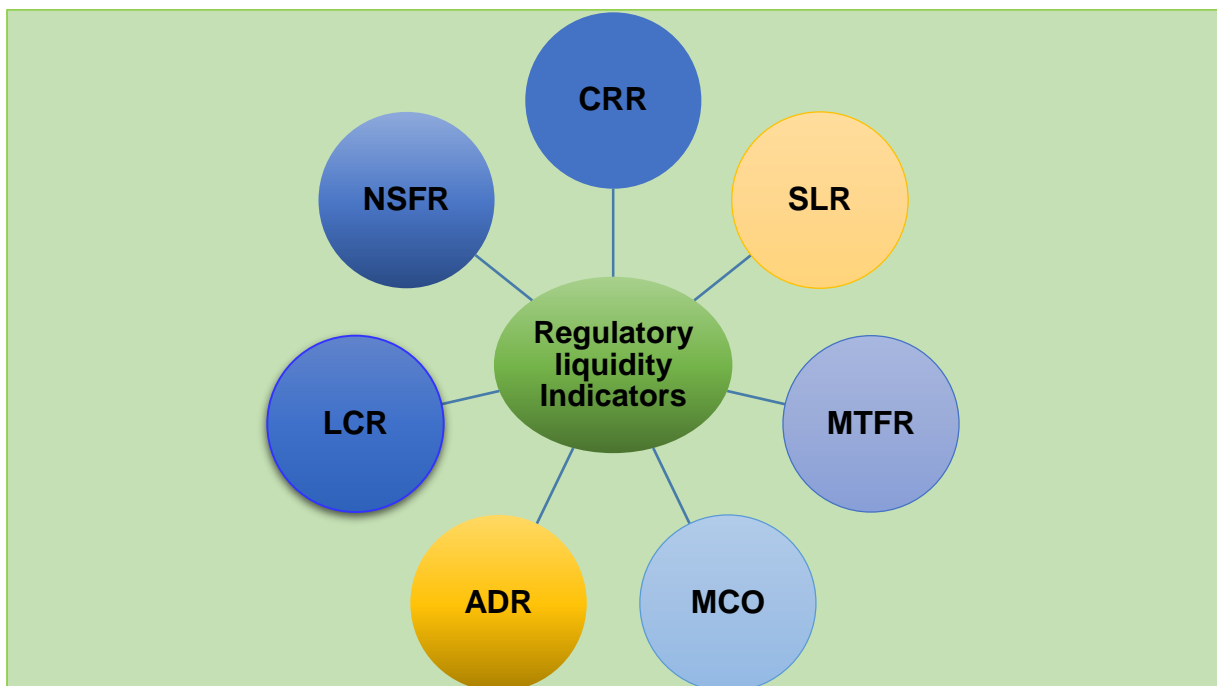 CRR
SLR
MTFR
MCO
ADR
LCR
NSFR
Regulatory
liquidity
Indicators